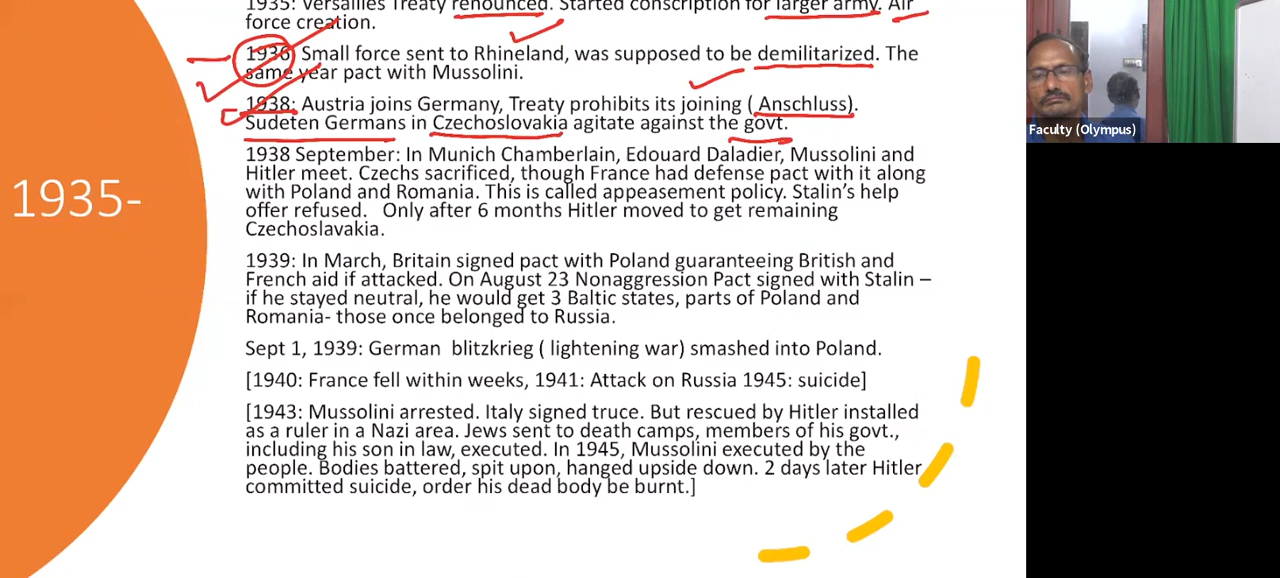 1935: Versailles Treaty renounced. Started conscription for larger army. Air
force creation.
1936: Small force sent to Rhineland, was supposed to be demilitarized. The
same year pact with Mussolini.
1938: Austria joins Germany, Treaty prohibits its joining ( Anschluss).
Sudeten Germans in Czechoslovakia agitate against the govt.
1938 September: In Munich Chamberlain, Edouard Daladier, Mussolini and
Hitler meet. Czechs sacrificed, though France had defense pact with it along
with Poland and Romania. This is called appeasement policy. Stalin’s help
offer refused.   Only after 6 months Hitler moved to get remaining
Czechoslavakia.
1935-
1939: In March, Britain signed pact with Poland guaranteeing British and
French aid if attacked. On August 23 Nonaggression Pact signed with Stalin –
if he stayed neutral, he would get 3 Baltic states, parts of Poland and
Romania- those once belonged to Russia.
Sept 1, 1939: German  blitzkrieg ( lightening war) smashed into Poland.
[1940: France fell within weeks, 1941: Attack on Russia 1945: suicide]
[1943: Mussolini arrested. Italy signed truce. But rescued by Hitler installed
as a ruler in a Nazi area. Jews sent to death camps, members of his govt.,
including his son in law, executed. In 1945, Mussolini executed by the
people. Bodies battered, spit upon, hanged upside down. 2 days later Hitler
committed suicide, order his dead body be burnt.]
Faculty (Olympus)